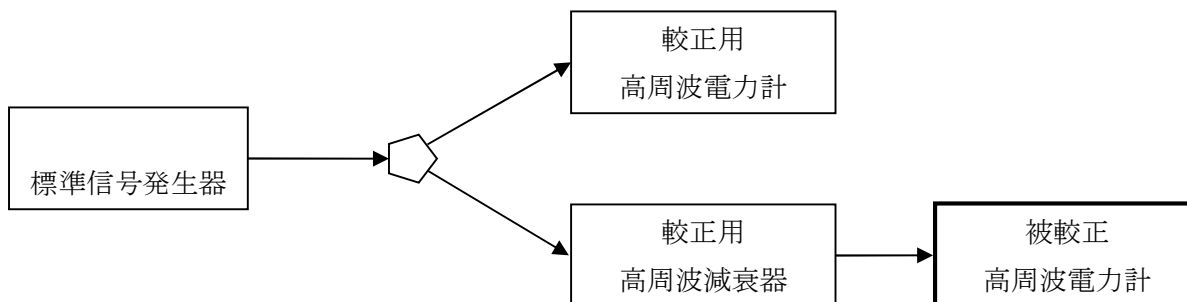 較正用
高周波電力計
標準信号発生器
較正用
高周波減衰器
被較正
高周波電力計